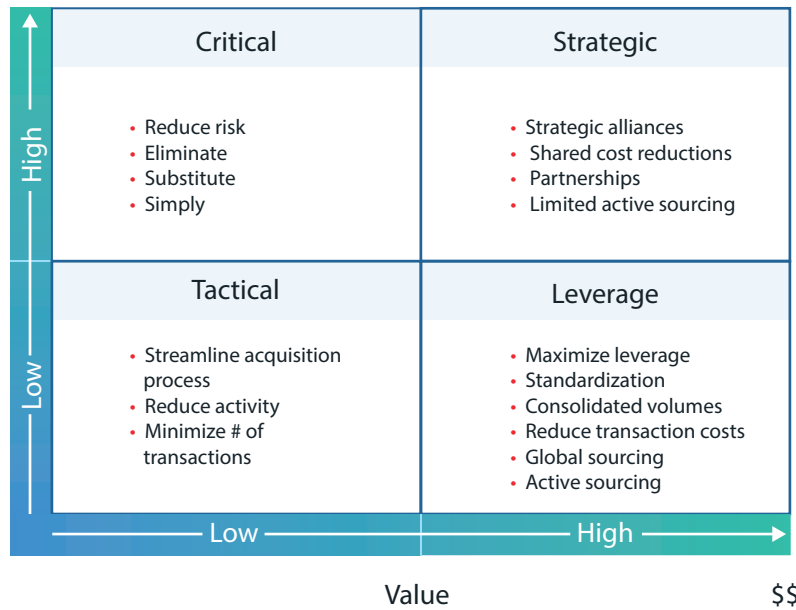 Critical
• Reduce risk
• Eliminate
• Substitute
• Simply
Strategic
• Strategic alliances
• Shared cost reductions
• Partnerships
• Limited active sourcing
High
Tactical
• Streamline acquisition
process
• Reduce activity
• Minimize # of
transactions
Leverage
• Maximize leverage
• Standardization
• Consolidated volumes
• Reduce transaction costs
• Global sourcing
• Active sourcing
Low
Low
High
Value
$$